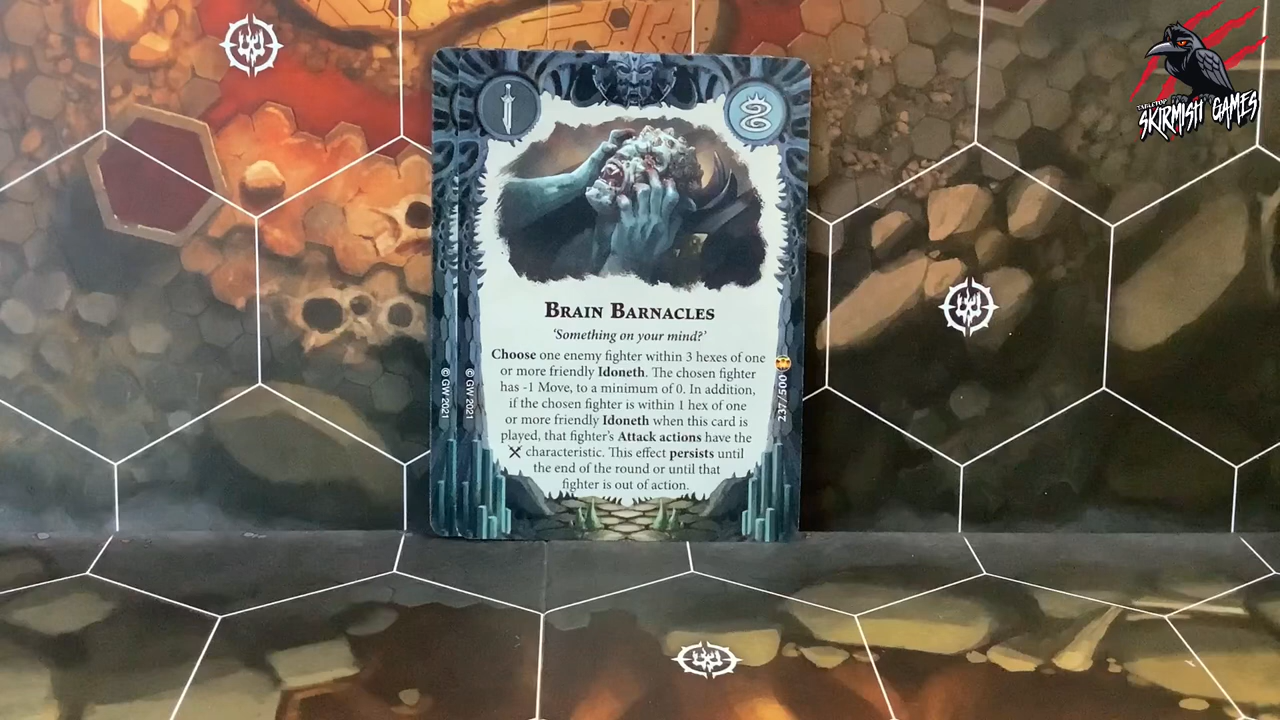 TABLETOP
SKIRMISH GAMES
BRAIN BARNACLES
'Something on your mind?'
Choose one enemy fighter within 3 hexes of one
or more friendly Idoneth. The chosen fighter
has -1 Move, to a minimum of 0. In addition,
if the chosen fighter is within 1 hex of one
or more friendly Idoneth when this card is
played, that fighter's Attack actions have the
characteristic. This effect persists until
the end of the round or until that
fighter is out of action.
© GW 2021
© GW 2021
237/500